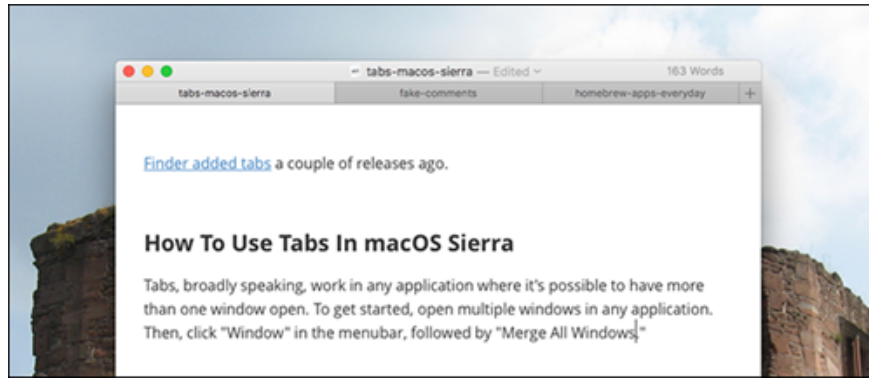 tabs-macos-sierra — Edited
163 Words
tabs-macos-sierra
fake-comments
homebrew-apps-everyday
+
Finder added tabs a couple of releases ago.
How To Use Tabs In macOS Sierra
Tabs, broadly speaking, work in any application where it's possible to have more
than one window open. To get started, open multiple windows in any application.
Then, click "Window" in the menubar, followed by "Merge All Windows."